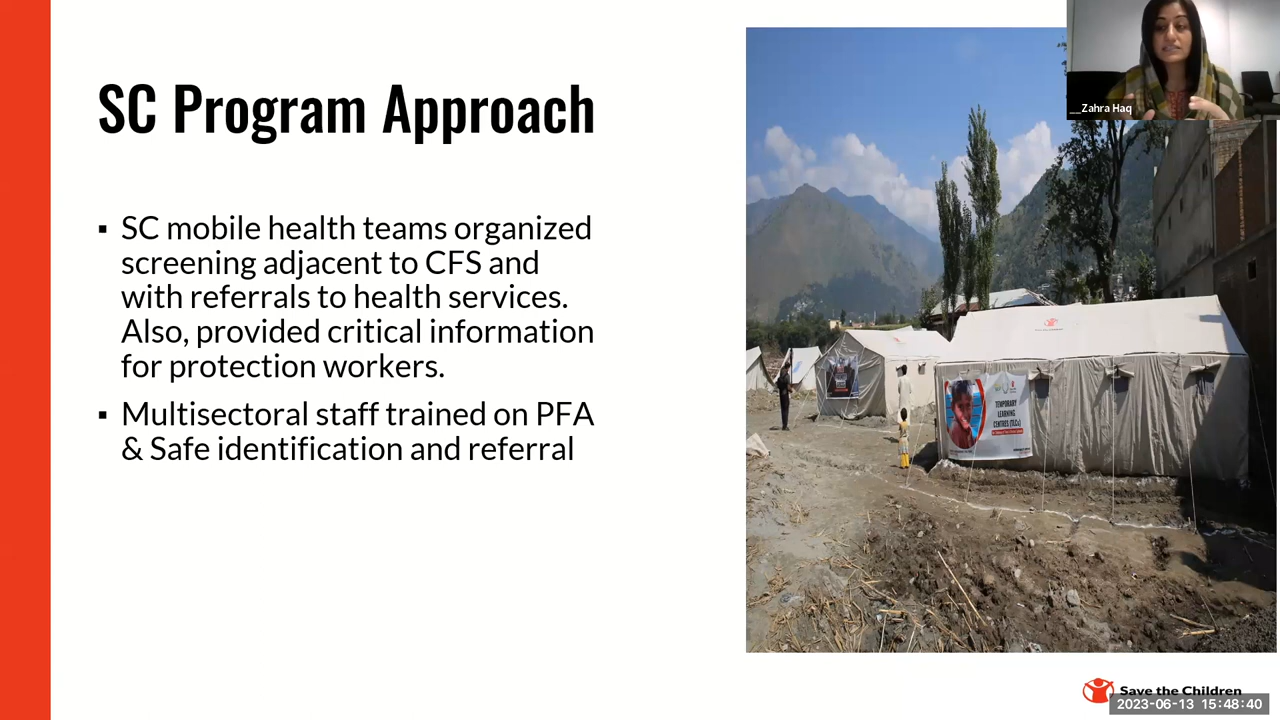 SC Program Approach
▪ SC mobile health teams organized
screening adjacent to CFS and
with referrals to health services.
Also, provided critical information
for protection workers.
▪ Multisectoral staff trained on PFA
& Safe identification and referral
__Zahra Haq
TEMPORARY
LEARNING
CENTRES (TLCs)
Save the Children
2023-06-13 15:48:40